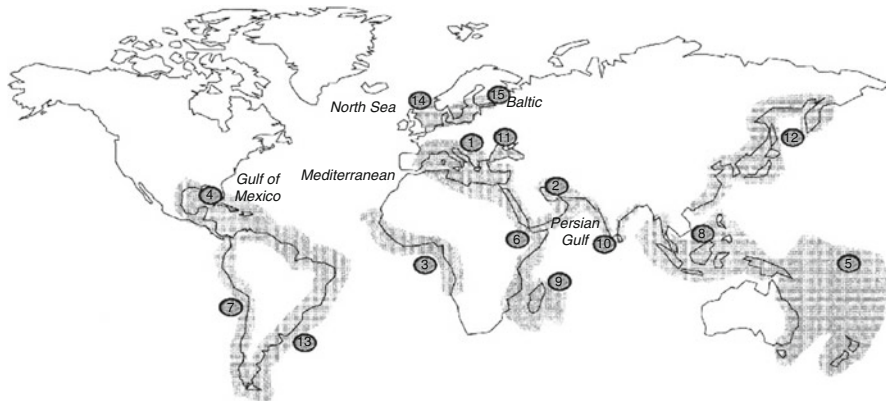 14
15
North Sea
Baltic
1
11
12
Mediterranean
2
4
Gulf of
Mexico
Persian
Gulf
6
10
8
3
5
9
7
13